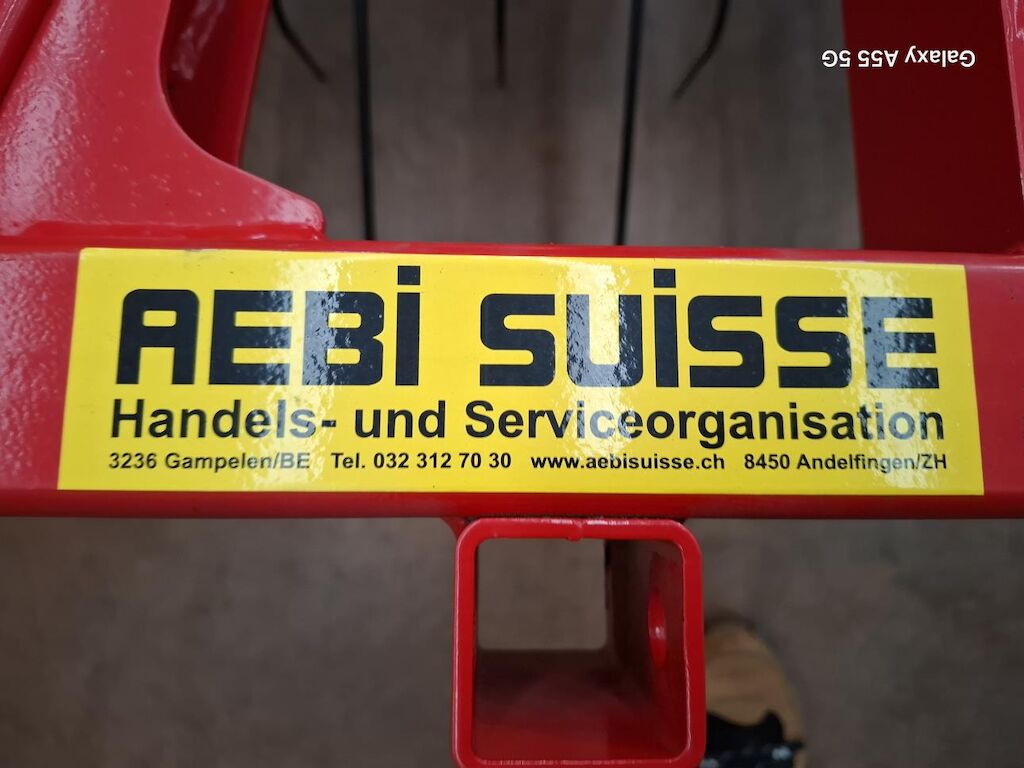 Galaxy A55 5G
AEBi SUiSSE
Handels- und Serviceorganisation
3236 Gampelen/BE Tel. 032 312 70 30 www.aebisuisse.ch 8450 Andelfingen/ZH